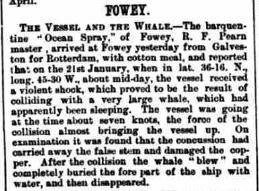 April.
FOWEY.
THE VESSEL AND THE WHALE.—The barquen-
tine "Ocean Spray," of Fowey, R. F. Pearn
master, arrived at Fowey yesterday from Galves-
ton for Rotterdam, with cotton meal, and reported
that on the 21st January, when in lat. 36-16. N.,
long. 45-30 W., about mid-day, the vessel received
a violent shock, which proved to be the result of
colliding with a very large whale, which had
apparently been sleeping. The vessel was going
at the time about seven knots, the force of the
collision almost bringing the vessel up. On
examination it was found that the concussion had
carried away the false stem and damaged the cop-
per. After the collision the whale "blew" and
completely buried the fore part of the ship with
water, and then disappeared.